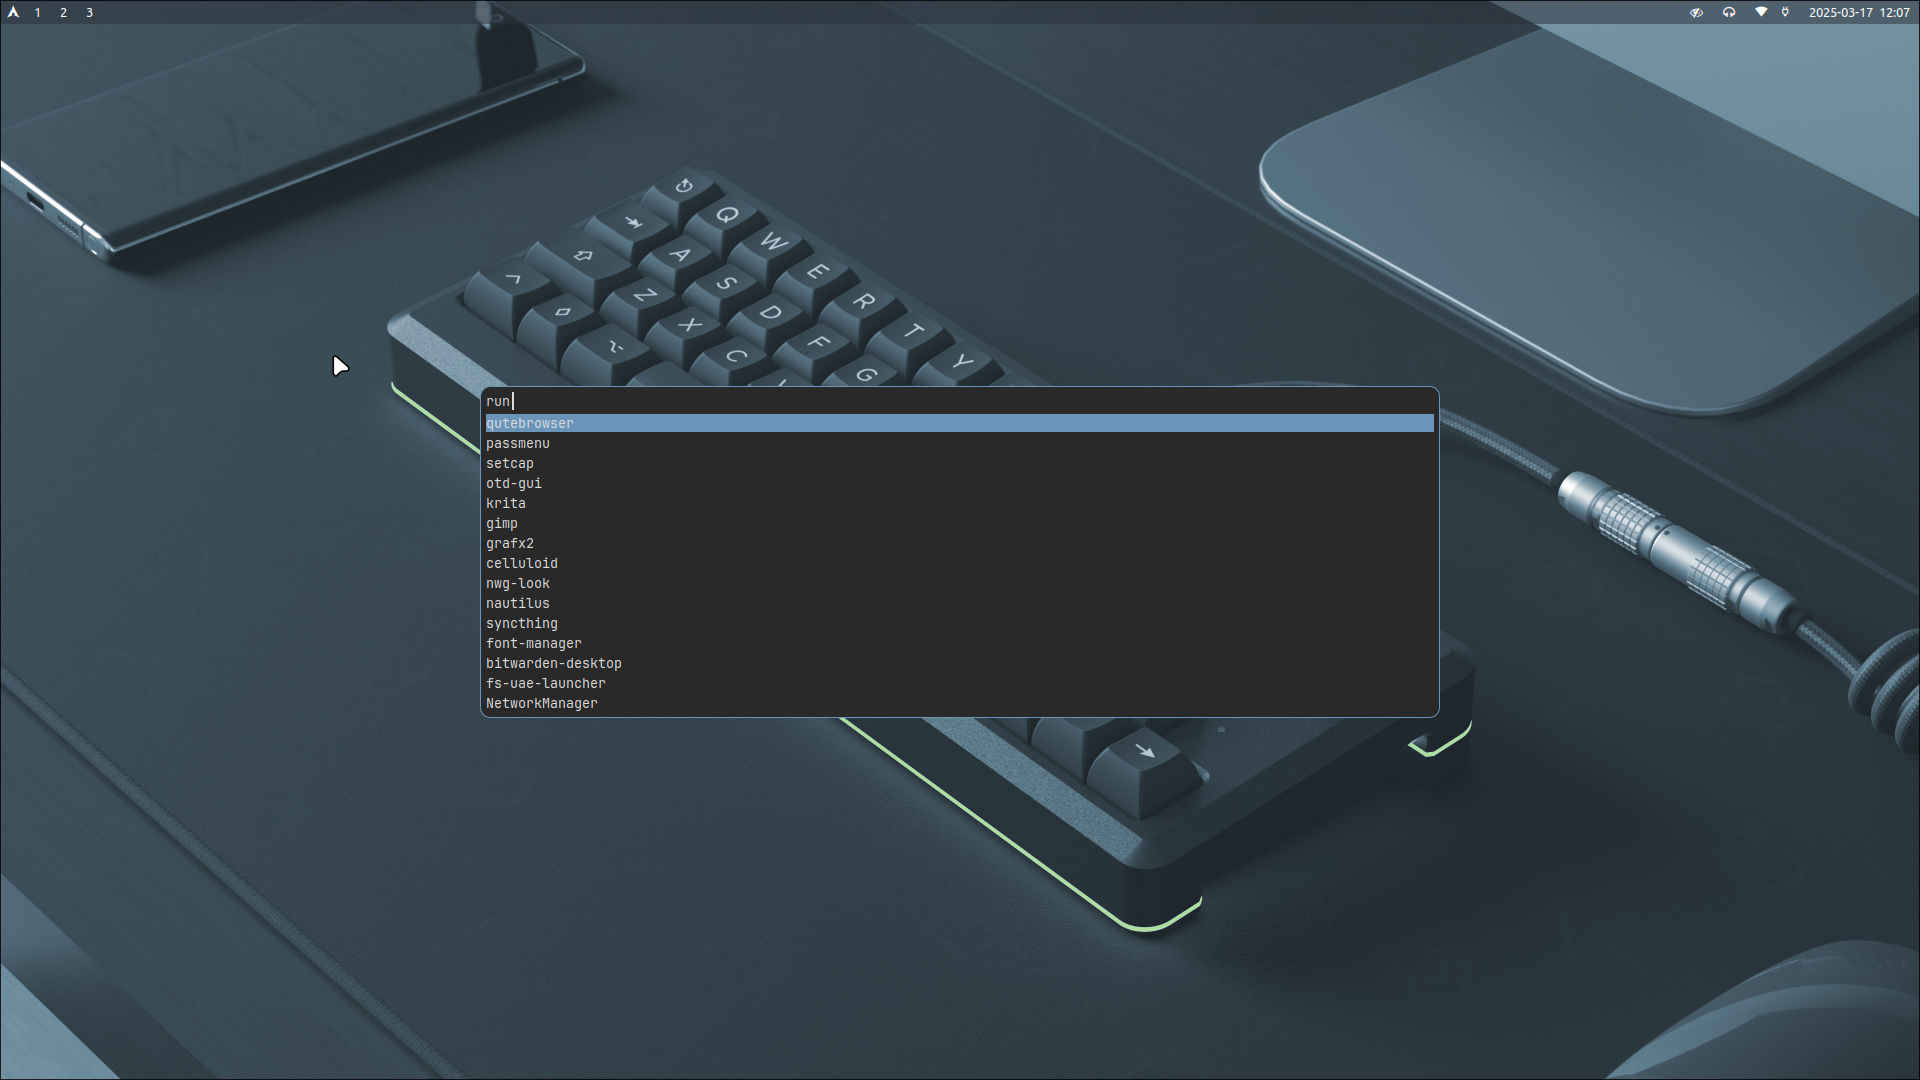 1 2 3
2025-03-17 12:07
Q W E R T Y
A S D F G
Z X C
run
qutebrowser
passmenu
setcap
otd-gui
krita
gimp
grafx2
celluloid
nwg-look
nautilus
syncthing
font-manager
bitwarden-desktop
fs-uae-launcher
NetworkManager